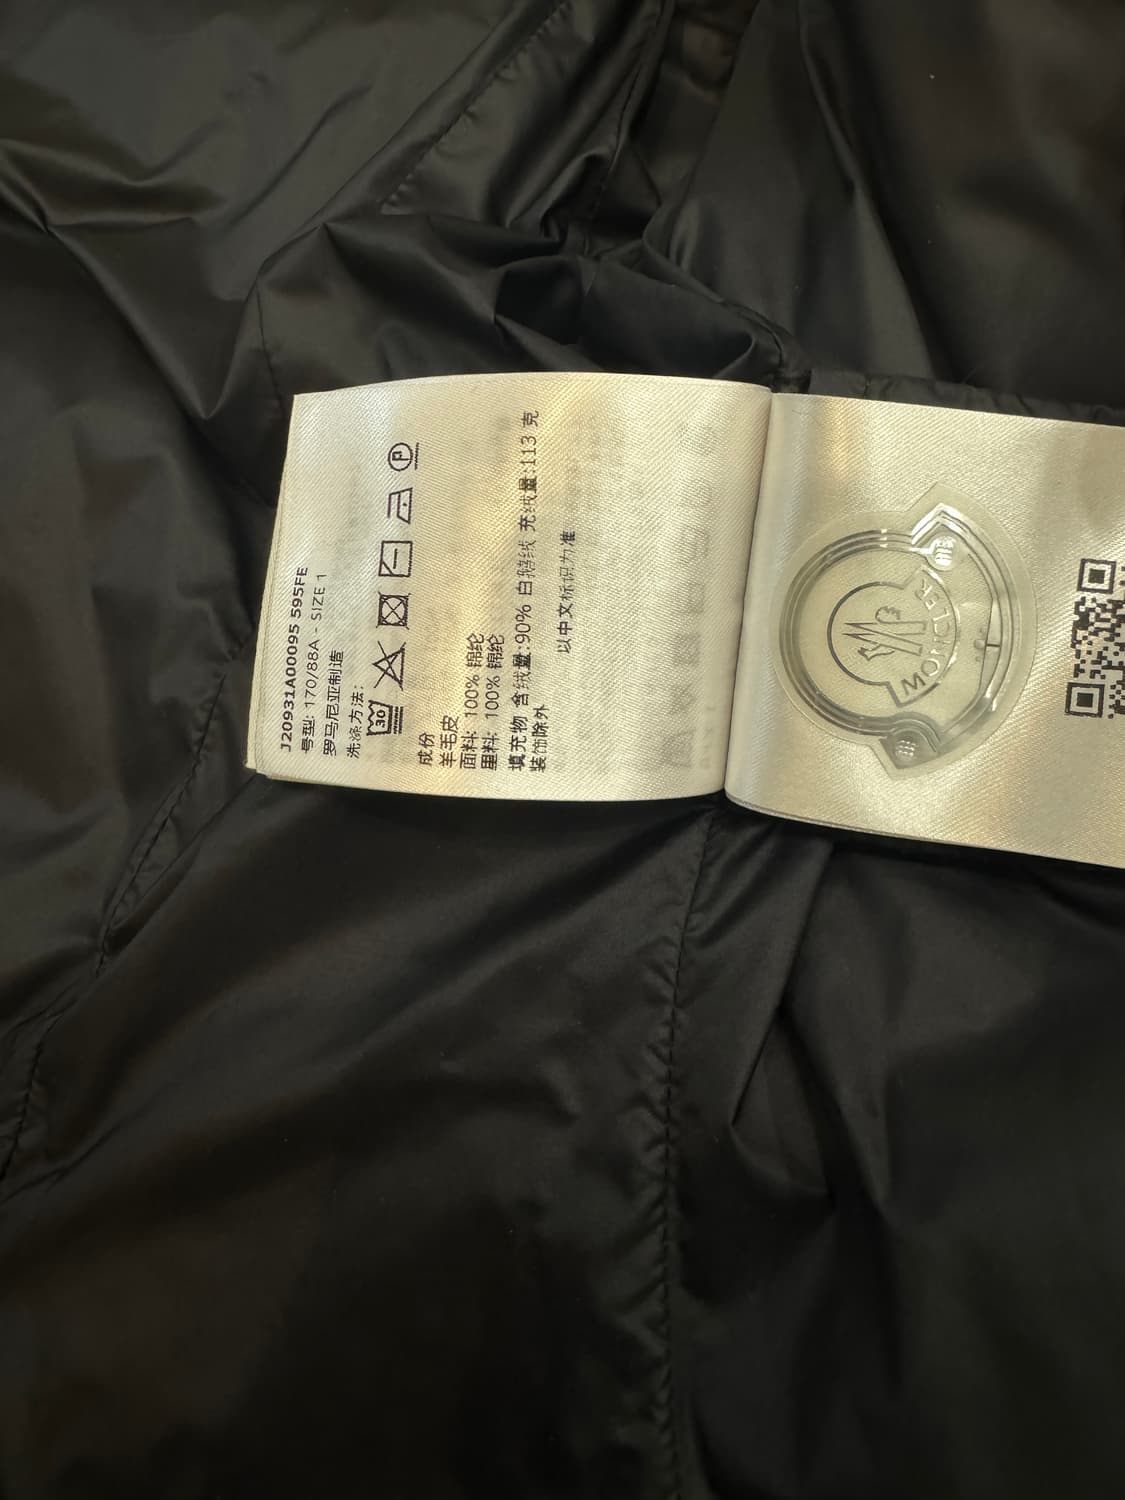 J20931A00095 595FE
号型: 170/88A - SIZE 1
罗马尼亚制造
洗涤方法:
30
P
成份
羊毛皮
面料: 100% 锦纶
里料: 100% 锦纶
填充物 含绒量:90% 白鹅绒 充绒量:113 克
装饰除外
以中文标识为准
MONCLER